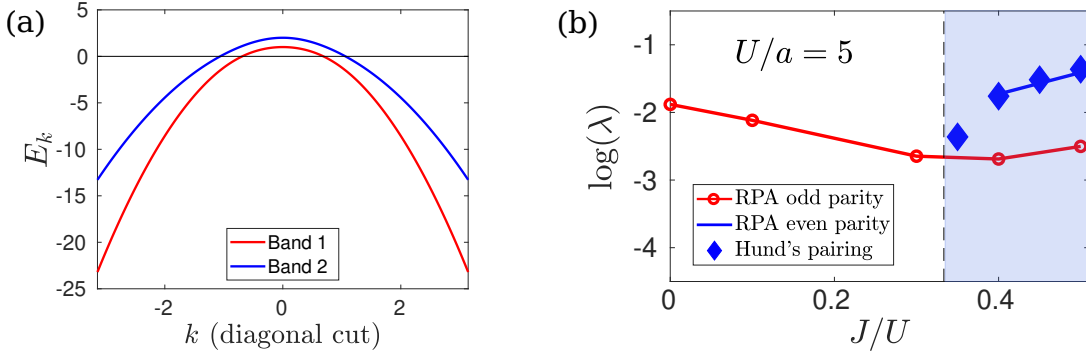 (a)
5
0
-5
-10
-15
-20
-25
E_k
-2
0
2
k (diagonal cut)
Band 1
Band 2
(b)
U/a = 5
-1
-2
-3
-4
log(λ)
0
0.2
0.4
J/U
RPA odd parity
RPA even parity
Hund's pairing